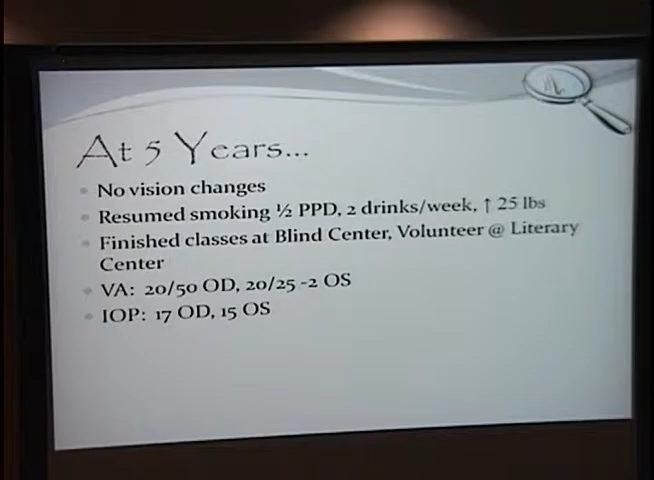 At 5 Years...
No vision changes
Resumed smoking ½ PPD, 2 drinks/week, ↑ 25 lbs
Finished classes at Blind Center, Volunteer @ Literary
Center
VA: 20/50 OD, 20/25 -2 OS
IOP: 17 OD, 15 OS